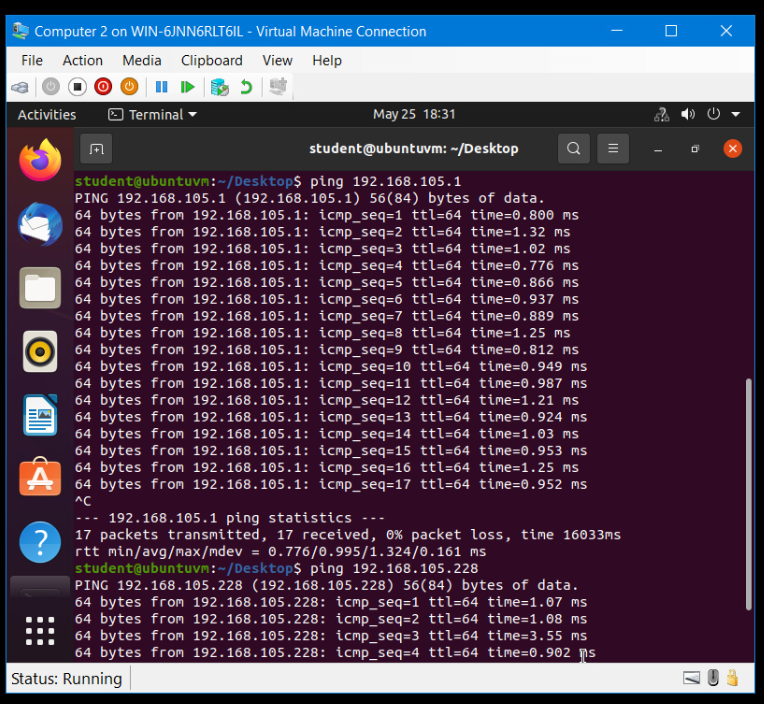 Computer 2 on WIN-6JNN6RLT6IL - Virtual Machine Connection
File Action Media Clipboard View Help
Activities Terminal May 25 18:31
student@ubuntuvm: ~/Desktop
student@ubuntuvm:~/Desktop$ ping 192.168.105.1
PING 192.168.105.1 (192.168.105.1) 56(84) bytes of data.
64 bytes from 192.168.105.1: icmp_seq=1 ttl=64 time=0.800 ms
64 bytes from 192.168.105.1: icmp_seq=2 ttl=64 time=1.32 ms
64 bytes from 192.168.105.1: icmp_seq=3 ttl=64 time=1.02 ms
64 bytes from 192.168.105.1: icmp_seq=4 ttl=64 time=0.776 ms
64 bytes from 192.168.105.1: icmp_seq=5 ttl=64 time=0.866 ms
64 bytes from 192.168.105.1: icmp_seq=6 ttl=64 time=0.937 ms
64 bytes from 192.168.105.1: icmp_seq=7 ttl=64 time=0.889 ms
64 bytes from 192.168.105.1: icmp_seq=8 ttl=64 time=1.25 ms
64 bytes from 192.168.105.1: icmp_seq=9 ttl=64 time=0.812 ms
64 bytes from 192.168.105.1: icmp_seq=10 ttl=64 time=0.949 ms
64 bytes from 192.168.105.1: icmp_seq=11 ttl=64 time=0.987 ms
64 bytes from 192.168.105.1: icmp_seq=12 ttl=64 time=1.21 ms
64 bytes from 192.168.105.1: icmp_seq=13 ttl=64 time=0.924 ms
64 bytes from 192.168.105.1: icmp_seq=14 ttl=64 time=1.03 ms
64 bytes from 192.168.105.1: icmp_seq=15 ttl=64 time=0.953 ms
64 bytes from 192.168.105.1: icmp_seq=16 ttl=64 time=1.25 ms
64 bytes from 192.168.105.1: icmp_seq=17 ttl=64 time=0.952 ms
^C
--- 192.168.105.1 ping statistics ---
17 packets transmitted, 17 received, 0% packet loss, time 16033ms
rtt min/avg/max/mdev = 0.776/0.995/1.324/0.161 ms
student@ubuntuvm:~/Desktop$ ping 192.168.105.228
PING 192.168.105.228 (192.168.105.228) 56(84) bytes of data.
64 bytes from 192.168.105.228: icmp_seq=1 ttl=64 time=1.07 ms
64 bytes from 192.168.105.228: icmp_seq=2 ttl=64 time=1.08 ms
64 bytes from 192.168.105.228: icmp_seq=3 ttl=64 time=3.55 ms
64 bytes from 192.168.105.228: icmp_seq=4 ttl=64 time=0.902 ms
Status: Running